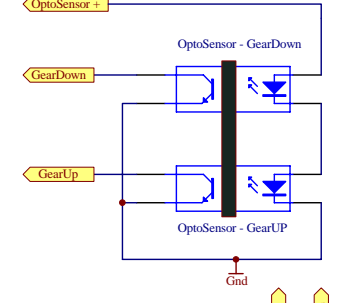 OptoSensor +
OptoSensor - GearDown
GearDown
GearUp
OptoSensor - GearUP
Gnd